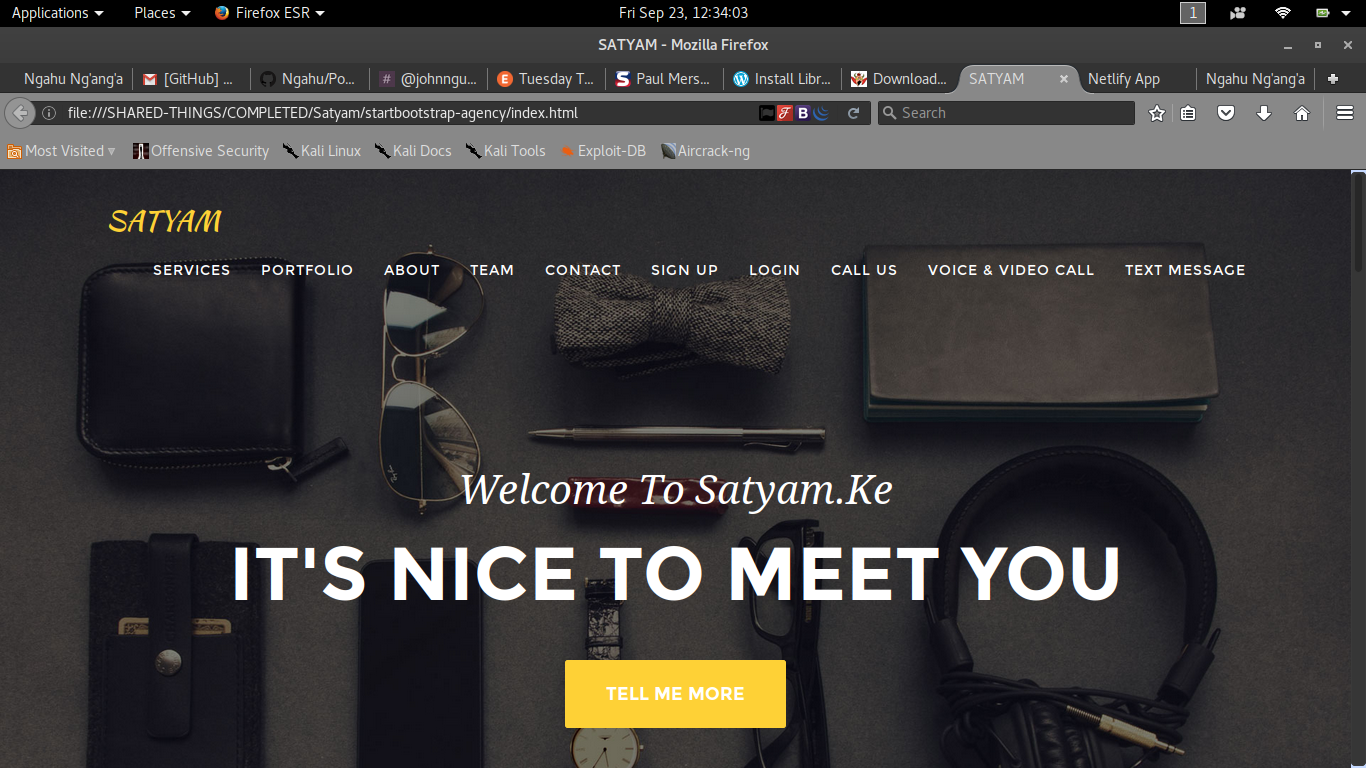 Applications Places Firefox ESR Fri Sep 23, 12:34:03 1
SATYAM - Mozilla Firefox
Ngahu Ng'ang'a [GitHub] ... Ngahu/Po... @johnngu... Tuesday T... Paul Mers... Install Libr... Download... SATYAM Netlify App Ngahu Ng'ang'a
file:///SHARED-THINGS/COMPLETED/Satyam/startbootstrap-agency/index.html Search
Most Visited Offensive Security Kali Linux Kali Docs Kali Tools Exploit-DB Aircrack-ng
SATYAM
SERVICES PORTFOLIO ABOUT TEAM CONTACT SIGN UP LOGIN CALL US VOICE & VIDEO CALL TEXT MESSAGE
Welcome To Satyam.Ke
IT'S NICE TO MEET YOU
TELL ME MORE